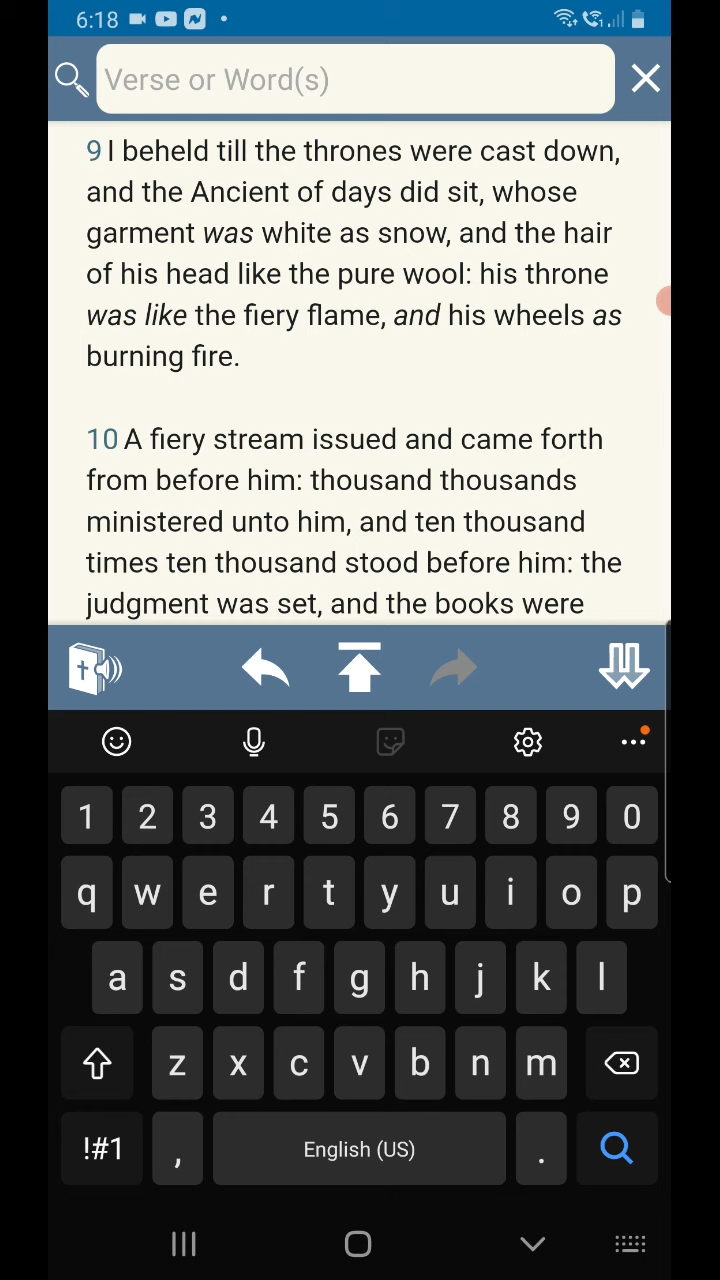 6:18
Verse or Word(s)
9 I beheld till the thrones were cast down,
and the Ancient of days did sit, whose
garment was white as snow, and the hair
of his head like the pure wool: his throne
was like the fiery flame, and his wheels as
burning fire.
10 A fiery stream issued and came forth
from before him: thousand thousands
ministered unto him, and ten thousand
times ten thousand stood before him: the
judgment was set, and the books were
1 2 3 4 5 6 7 8 9 0
q w e r t y u i o p
a s d f g h j k l
z x c v b n m
!#1 , English (US) .